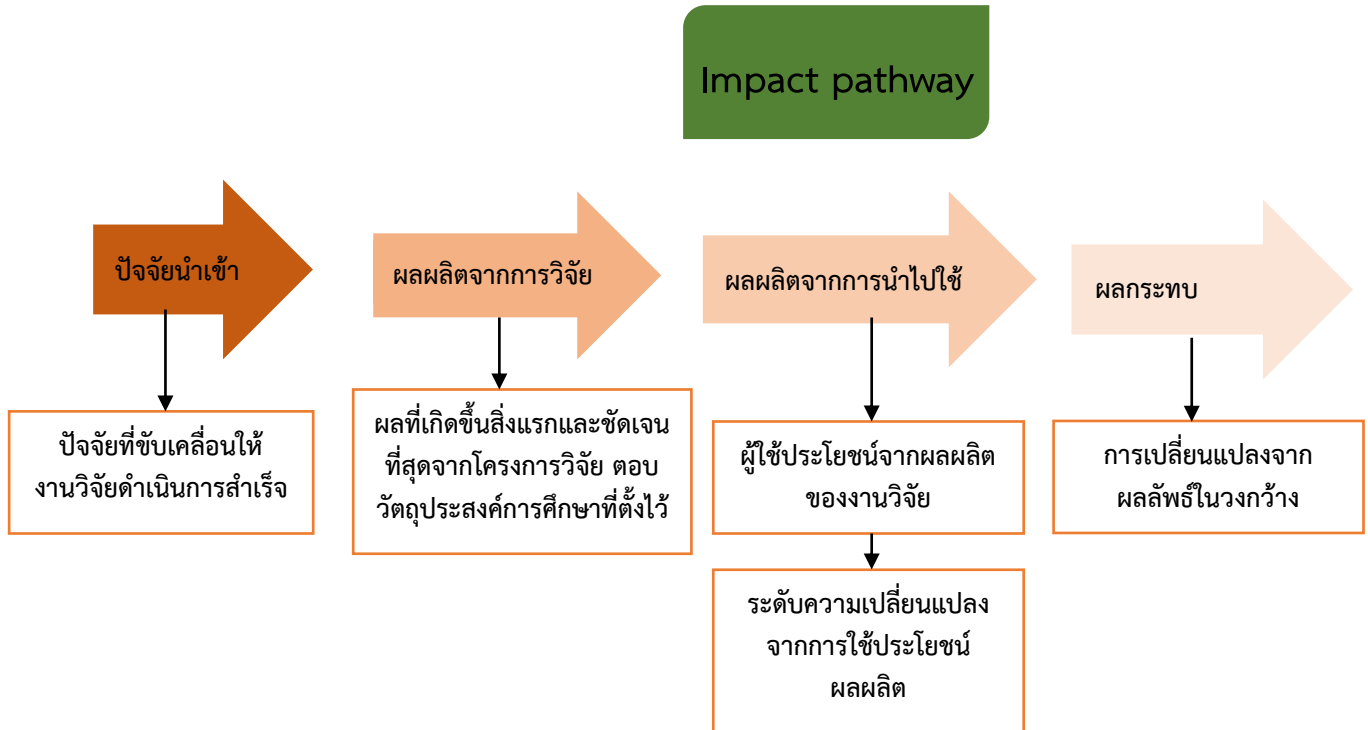 Impact pathway
ปัจจัยนำเข้า
ผลผลิตจากการวิจัย
ผลผลิตจากการนำไปใช้
ผลกระทบ
ปัจจัยที่ขับเคลื่อนให้
งานวิจัยดำเนินการสำเร็จ
ผลที่เกิดขึ้นสิ่งแรกและชัดเจน
ที่สุดจากโครงการวิจัย ตอบ
วัตถุประสงค์การศึกษาที่ตั้งไว้
ผู้ใช้ประโยชน์จากผลผลิต
ของงานวิจัย
ระดับความเปลี่ยนแปลง
จากการใช้ประโยชน์
ผลผลิต
การเปลี่ยนแปลงจาก
ผลลัพธ์ในวงกว้าง